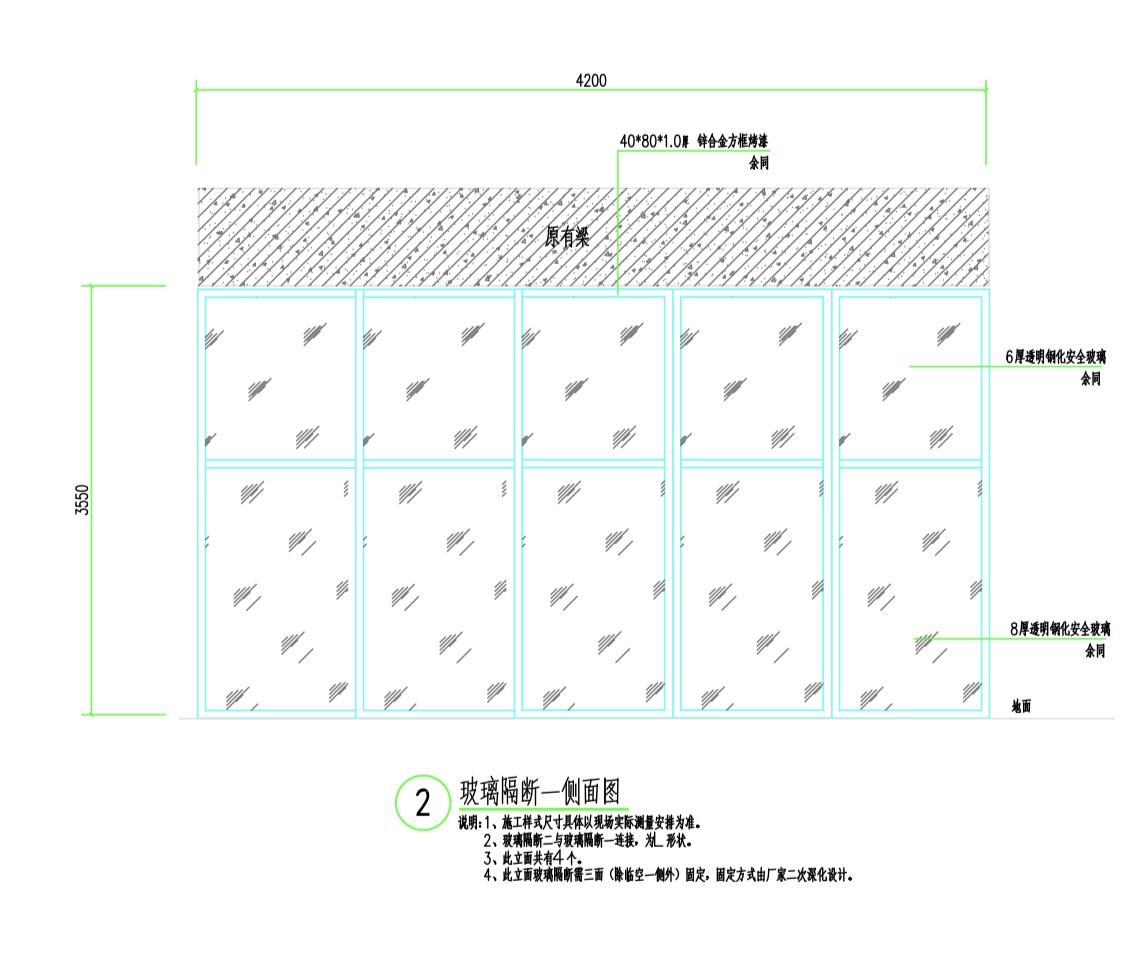 4200
40*80*1.0厚 锌合金方框烤漆
余同
原有梁
3550
6厚透明钢化安全玻璃
余同
8厚透明钢化安全玻璃
余同
地面
2 玻璃隔断一侧面图
说明：1、施工样式尺寸具体以现场实际测量安排为准。
2、玻璃隔断二与玻璃隔断一连接，为L形状。
3、此立面共有4个。
4、此立面玻璃隔断需三面（除临空一侧外）固定，固定方式由厂家二次深化设计。